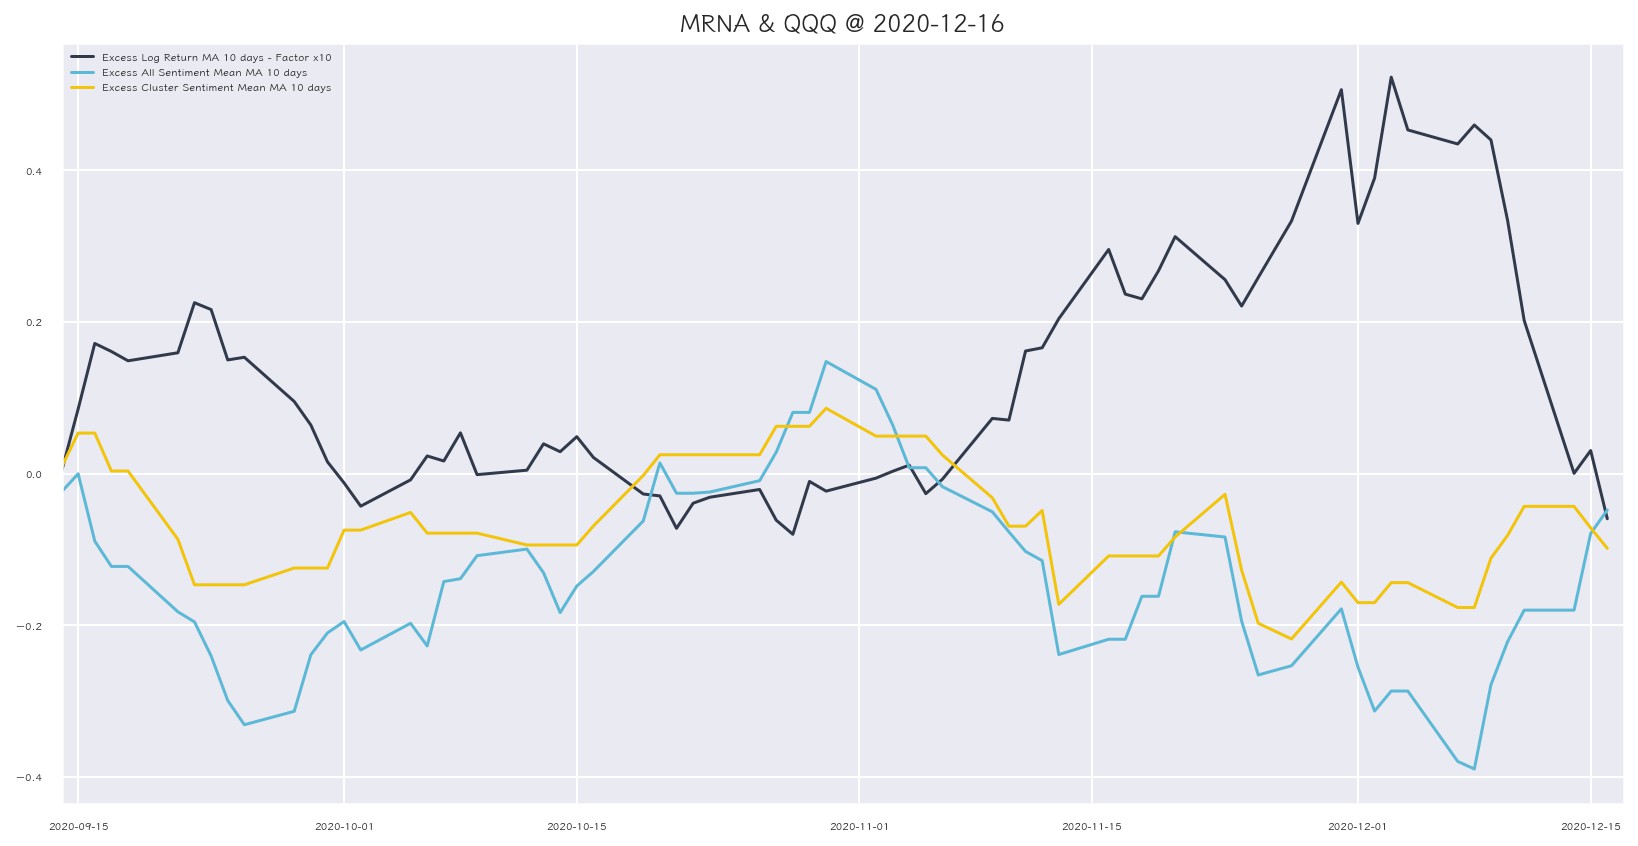 MRNA & QQQ @ 2020-12-16
Excess Log Return MA 10 days - Factor x10
Excess All Sentiment Mean MA 10 days
Excess Cluster Sentiment Mean MA 10 days
0.4
0.2
0.0
−0.2
−0.4
2020-09-15 2020-10-01 2020-10-15 2020-11-01 2020-11-15 2020-12-01 2020-12-15